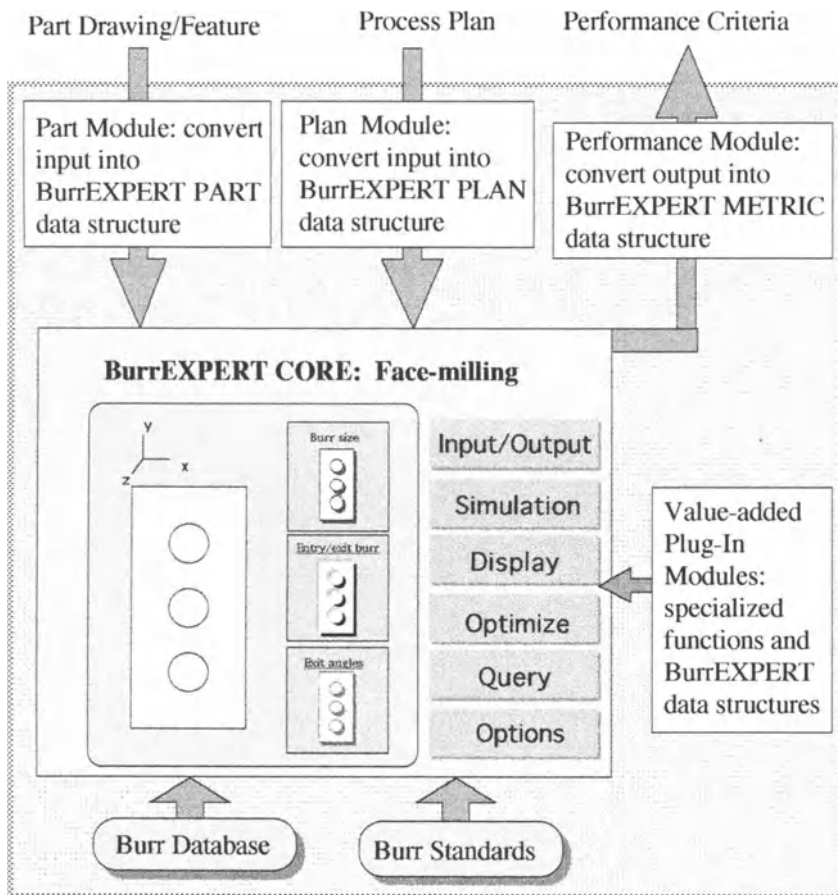 Part Drawing/Feature
Process Plan
Performance Criteria
Part Module: convert
input into
BurrEXPERT PART
data structure
Plan Module:
convert input into
BurrEXPERT PLAN
data structure
Performance Module:
convert output into
BurrEXPERT METRIC
data structure
BurrEXPERT CORE: Face-milling
y
x
z
Burr size
Entry/exit burr
Exit angles
Input/Output
Simulation
Display
Optimize
Query
Options
Value-added
Plug-In
Modules:
specialized
functions and
BurrEXPERT
data structures
Burr Database
Burr Standards